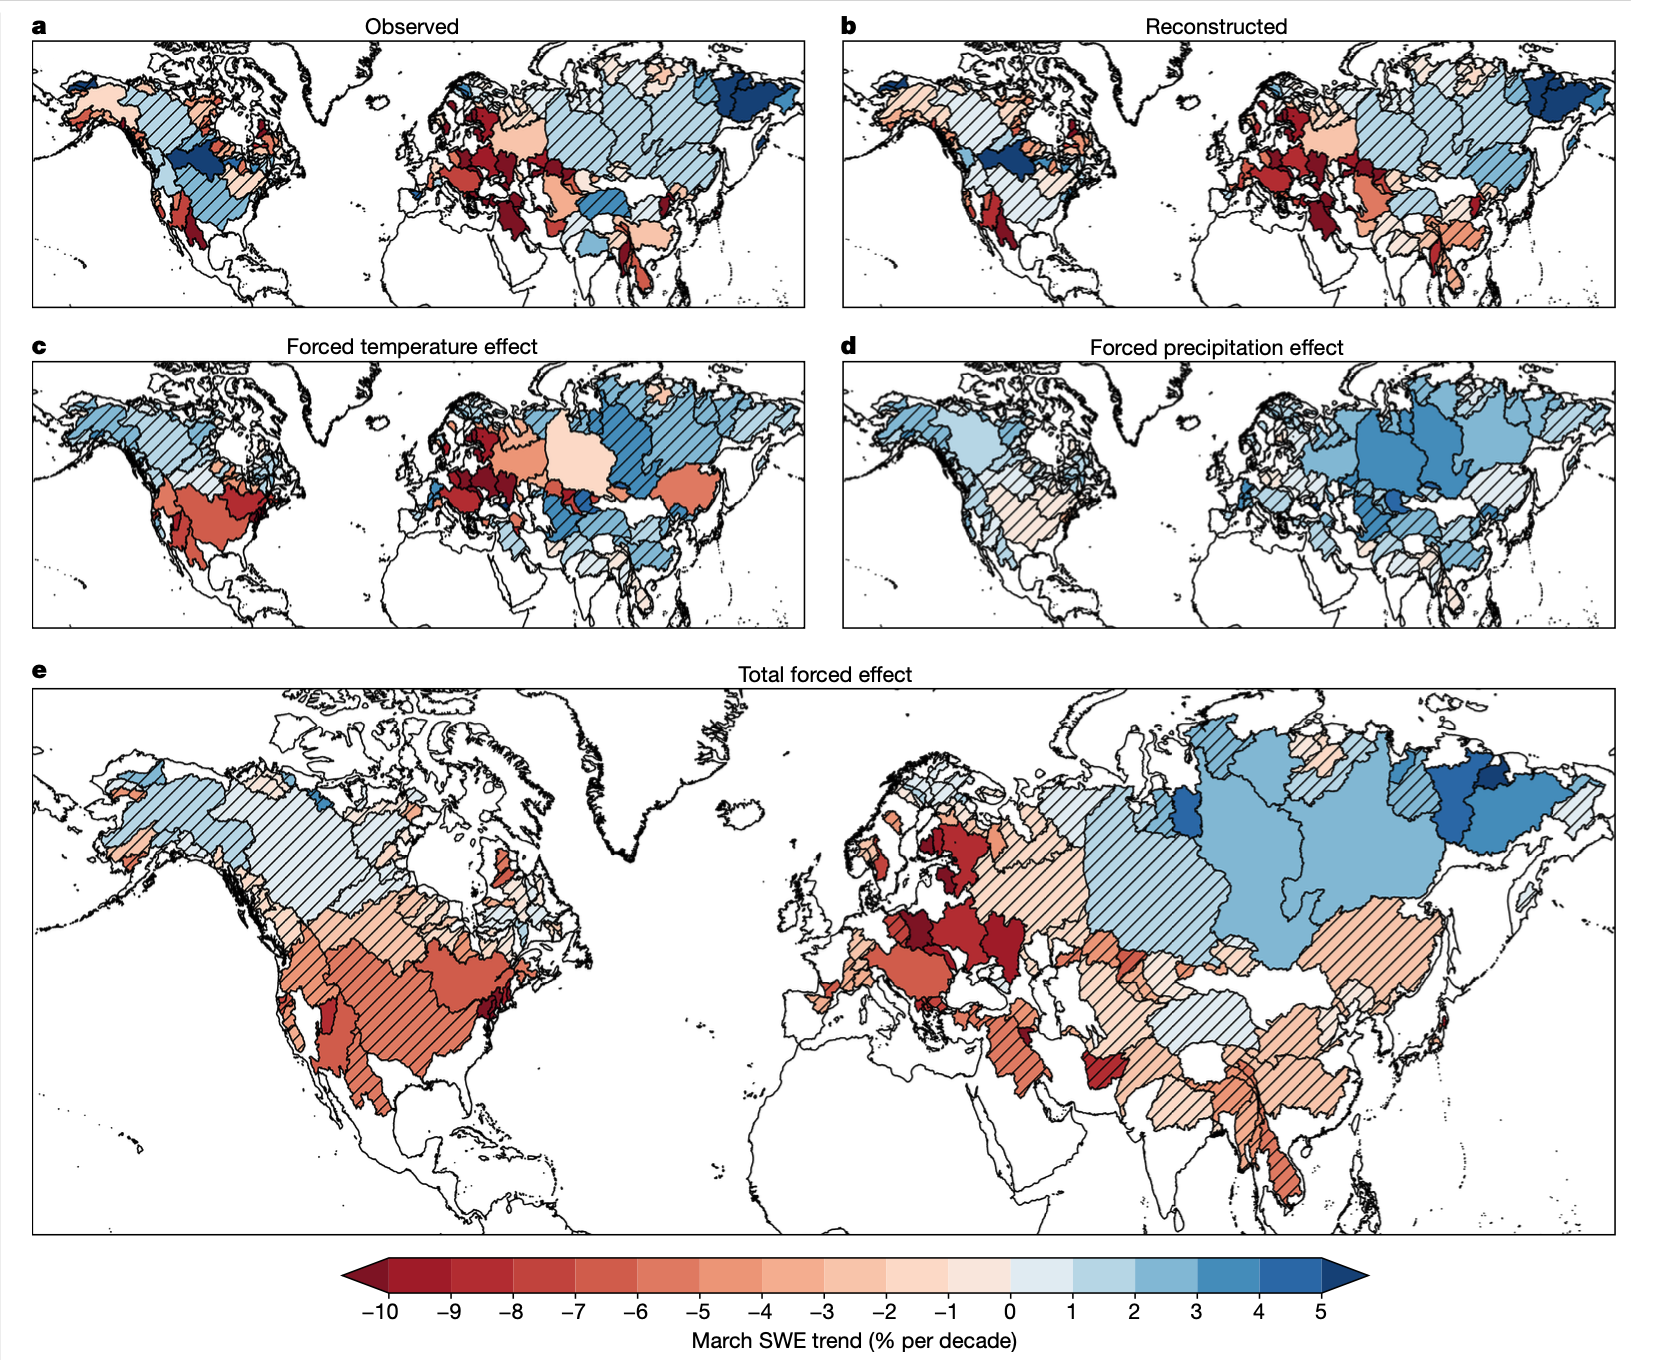 a Observed
b Reconstructed
c Forced temperature effect
d Forced precipitation effect
e Total forced effect
−10 −9 −8 −7 −6 −5 −4 −3 −2 −1 0 1 2 3 4 5
March SWE trend (% per decade)